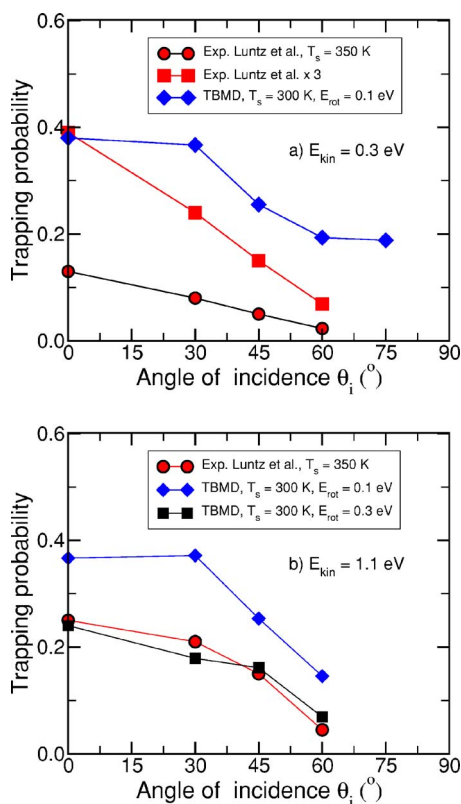 0.6
Exp. Luntz et al., Ts = 350 K
Exp. Luntz et al. x 3
TBMD, Ts = 300 K, Erot = 0.1 eV
0.4
a) Ekin = 0.3 eV
Trapping probability
0.2
0.0
0 15 30 45 60 75 90
Angle of incidence θi (o)
0.6
Exp. Luntz et al., Ts = 350 K
TBMD, Ts = 300 K, Erot = 0.1 eV
TBMD, Ts = 300 K, Erot = 0.3 eV
0.4
b) Ekin = 1.1 eV
Trapping probability
0.2
0.0
0 15 30 45 60 75 90
Angle of incidence θi (o)